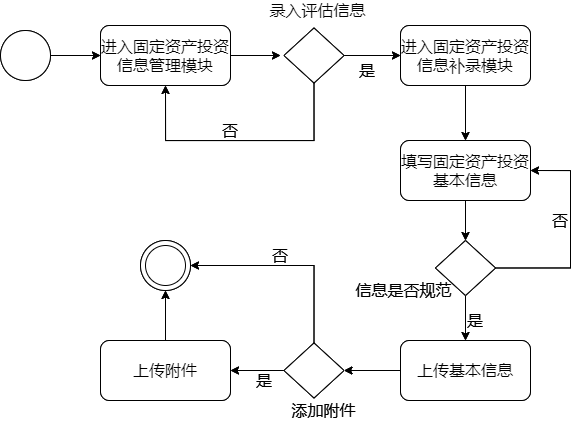 录入评估信息
进入固定资产投资
信息管理模块
进入固定资产投资
信息补录模块
是
否
填写固定资产投资
基本信息
否
信息是否规范
是
否
上传附件
是
添加附件
上传基本信息